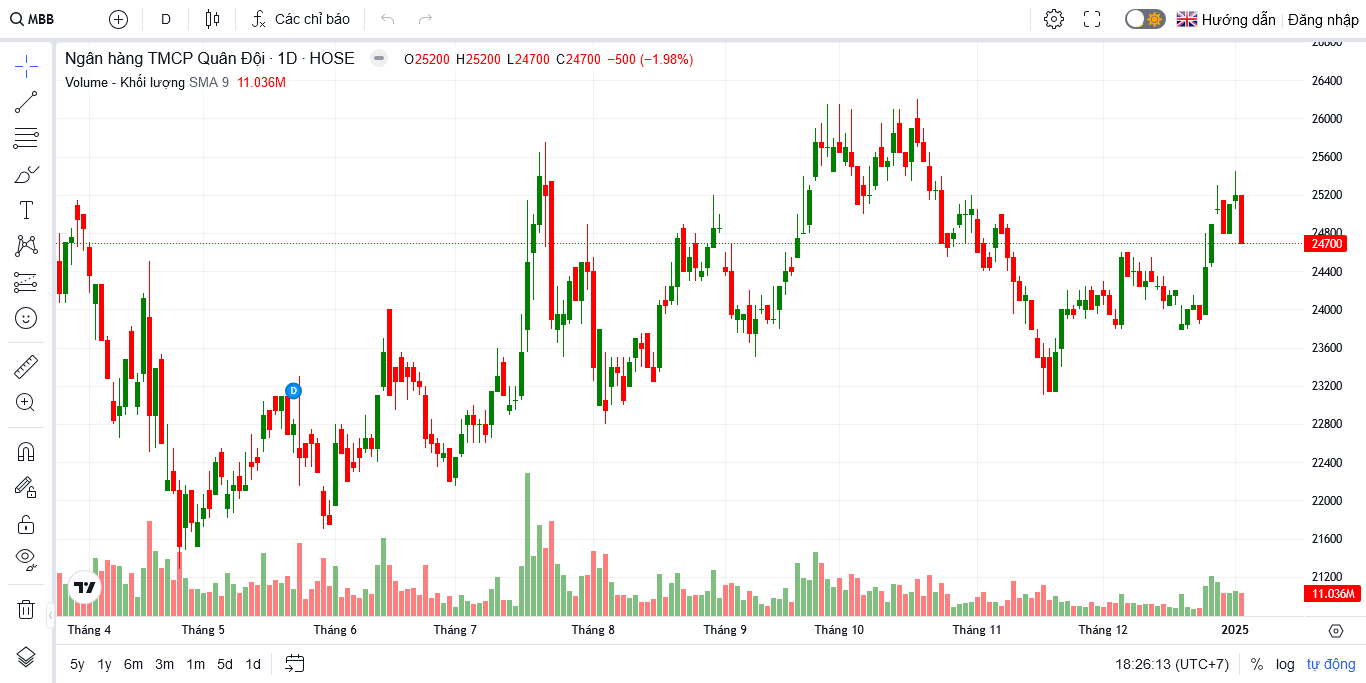 MBB D Các chỉ báo Hướng dẫn Đăng nhập
Ngân hàng TMCP Quân Đội · 1D · HOSE O25200 H25200 L24700 C24700 −500 (−1.98%)
Volume - Khối lượng SMA 9 11.036M
26800
26400
26000
25600
25200
24800
24700
24400
24000
23600
23200
22800
22400
22000
21600
21200
11.036M
D
T
Tháng 4 Tháng 5 Tháng 6 Tháng 7 Tháng 8 Tháng 9 Tháng 10 Tháng 11 Tháng 12 2025
5y 1y 6m 3m 1m 5d 1d 18:26:13 (UTC+7) % log tự động